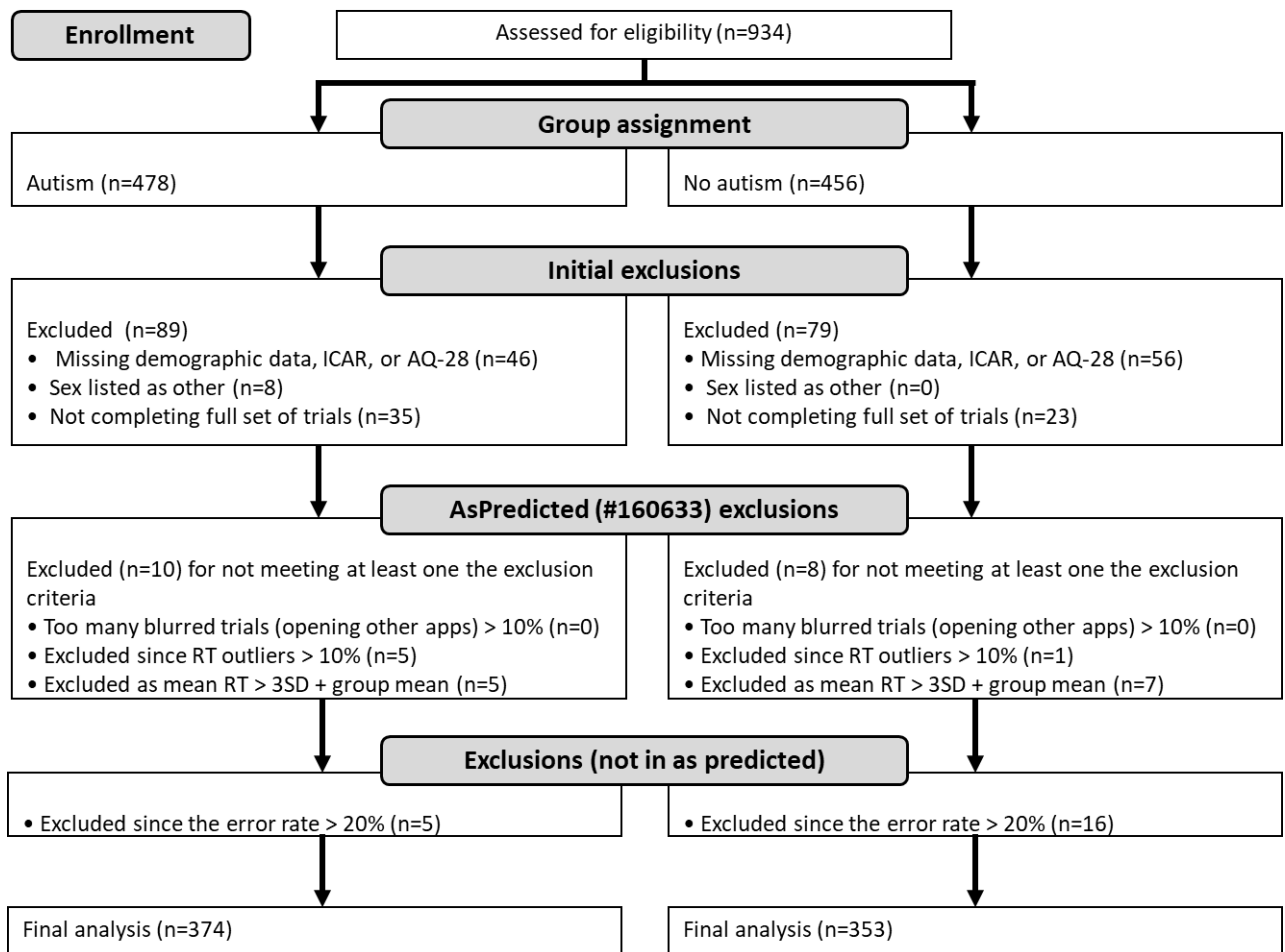 Enrollment
Assessed for eligibility (n=934)
Group assignment
Autism (n=478)
No autism (n=456)
Initial exclusions
Excluded (n=89)
• Missing demographic data, ICAR, or AQ-28 (n=46)
• Sex listed as other (n=8)
• Not completing full set of trials (n=35)
Excluded (n=79)
• Missing demographic data, ICAR, or AQ-28 (n=56)
• Sex listed as other (n=0)
• Not completing full set of trials (n=23)
AsPredicted (#160633) exclusions
Excluded (n=10) for not meeting at least one the exclusion
criteria
• Too many blurred trials (opening other apps) > 10% (n=0)
• Excluded since RT outliers > 10% (n=5)
• Excluded as mean RT > 3SD + group mean (n=5)
Excluded (n=8) for not meeting at least one the exclusion
criteria
• Too many blurred trials (opening other apps) > 10% (n=0)
• Excluded since RT outliers > 10% (n=1)
• Excluded as mean RT > 3SD + group mean (n=7)
Exclusions (not in as predicted)
• Excluded since the error rate > 20% (n=5)
• Excluded since the error rate > 20% (n=16)
Final analysis (n=374)
Final analysis (n=353)